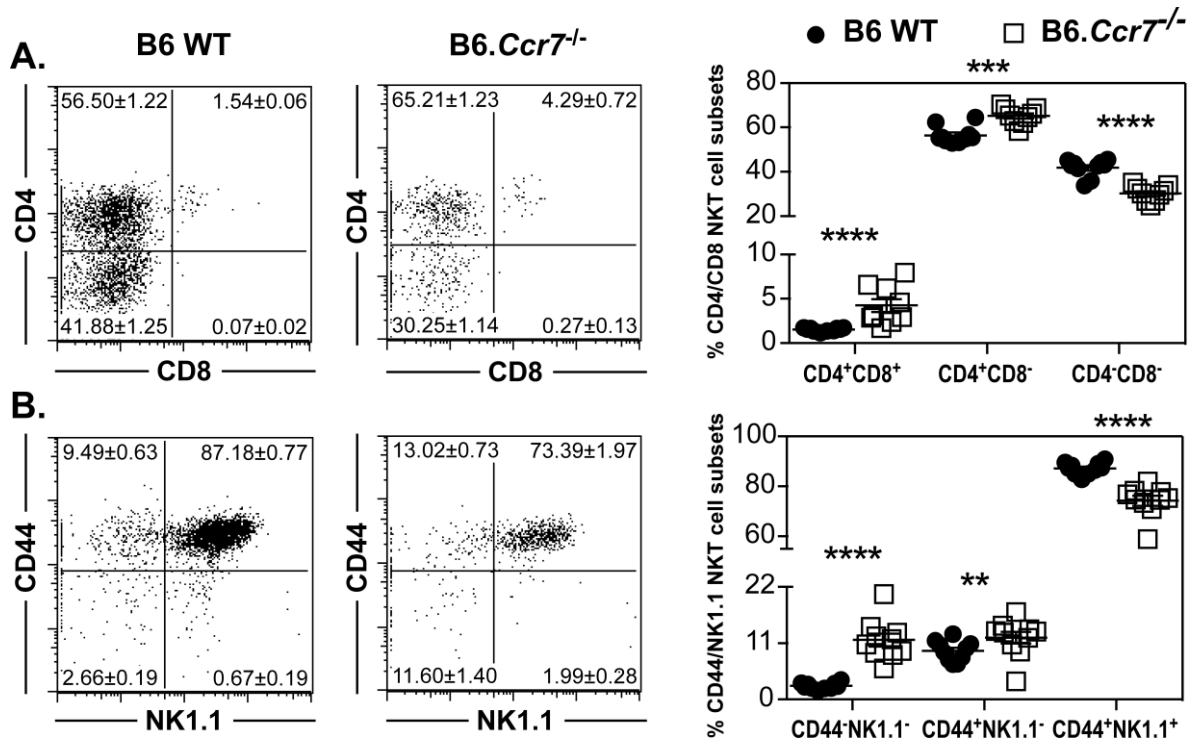 B6 WT
B6.Ccr7-/-
● B6 WT □ B6.Ccr7-/-
A.
56.50±1.22 1.54±0.06
41.88±1.25 0.07±0.02
CD4
CD8
65.21±1.23 4.29±0.72
30.25±1.14 0.27±0.13
CD4
CD8
% CD4/CD8 NKT cell subsets
80
60
40
20
10
5
0
****
***
****
CD4+CD8+ CD4+CD8- CD4-CD8-
B.
9.49±0.63 87.18±0.77
2.66±0.19 0.67±0.19
CD44
NK1.1
13.02±0.73 73.39±1.97
11.60±1.40 1.99±0.28
CD44
NK1.1
% CD44/NK1.1 NKT cell subsets
100
80
60
22
11
0
****
**
****
CD44-NK1.1- CD44+NK1.1- CD44+NK1.1+